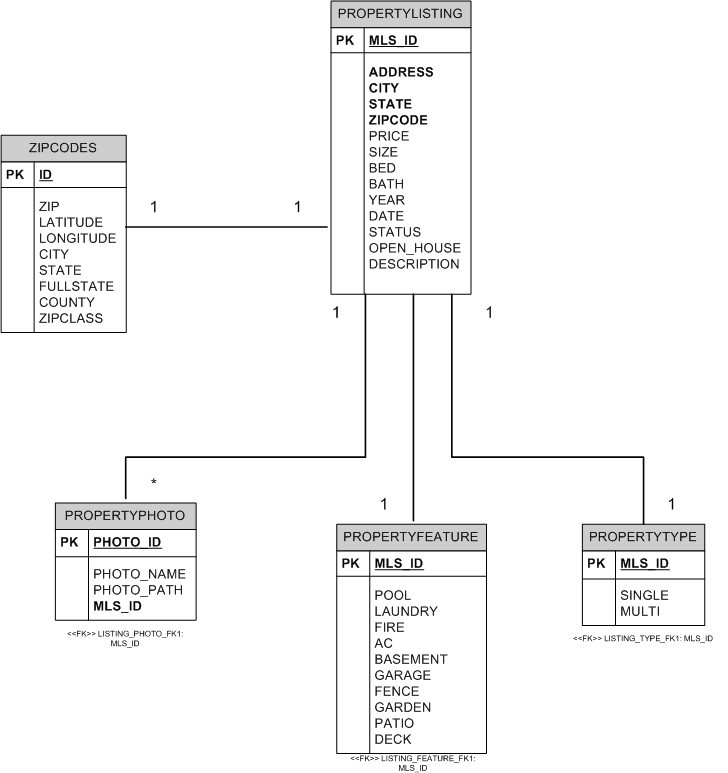 PROPERTYLISTING
PK MLS_ID
ADDRESS
CITY
STATE
ZIPCODE
PRICE
SIZE
BED
BATH
YEAR
DATE
STATUS
OPEN_HOUSE
DESCRIPTION
ZIPCODES
PK ID
ZIP
LATITUDE
LONGITUDE
CITY
STATE
FULLSTATE
COUNTY
ZIPCLASS
1 1
1 1
* 1 1
PROPERTYPHOTO
PK PHOTO_ID
PHOTO_NAME
PHOTO_PATH
MLS_ID
<<FK>> LISTING_PHOTO_FK1:
MLS_ID
PROPERTYFEATURE
PK MLS_ID
POOL
LAUNDRY
FIRE
AC
BASEMENT
GARAGE
FENCE
GARDEN
PATIO
DECK
<<FK>> LISTING_FEATURE_FK1:
MLS_ID
PROPERTYTYPE
PK MLS_ID
SINGLE
MULTI
<<FK>> LISTING_TYPE_FK1: MLS_ID